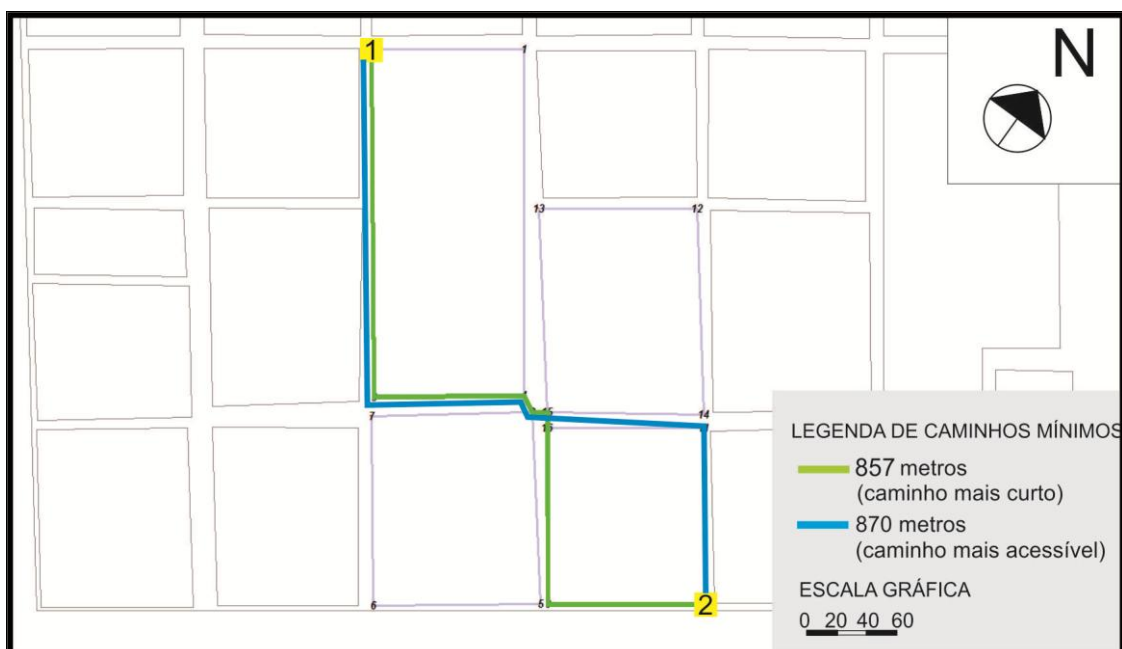 1
1
N
13
12
7
15
14
16
6
5
2
LEGENDA DE CAMINHOS MÍNIMOS
857 metros
(caminho mais curto)
870 metros
(caminho mais acessível)
ESCALA GRÁFICA
0 20 40 60